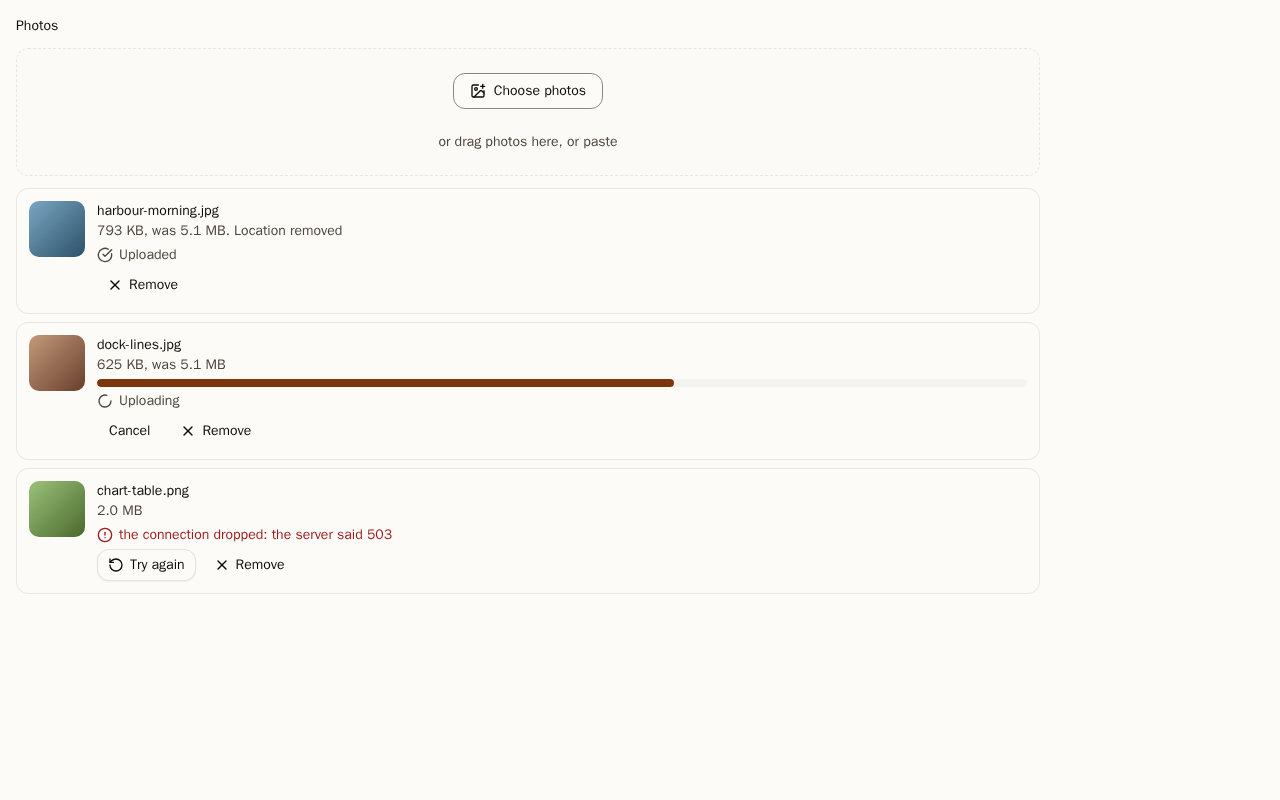 Photos
Choose photos
or drag photos here, or paste
harbour-morning.jpg
793 KB, was 5.1 MB. Location removed
Uploaded
Remove
dock-lines.jpg
625 KB, was 5.1 MB
Uploading
Cancel Remove
chart-table.png
2.0 MB
the connection dropped: the server said 503
Try again Remove